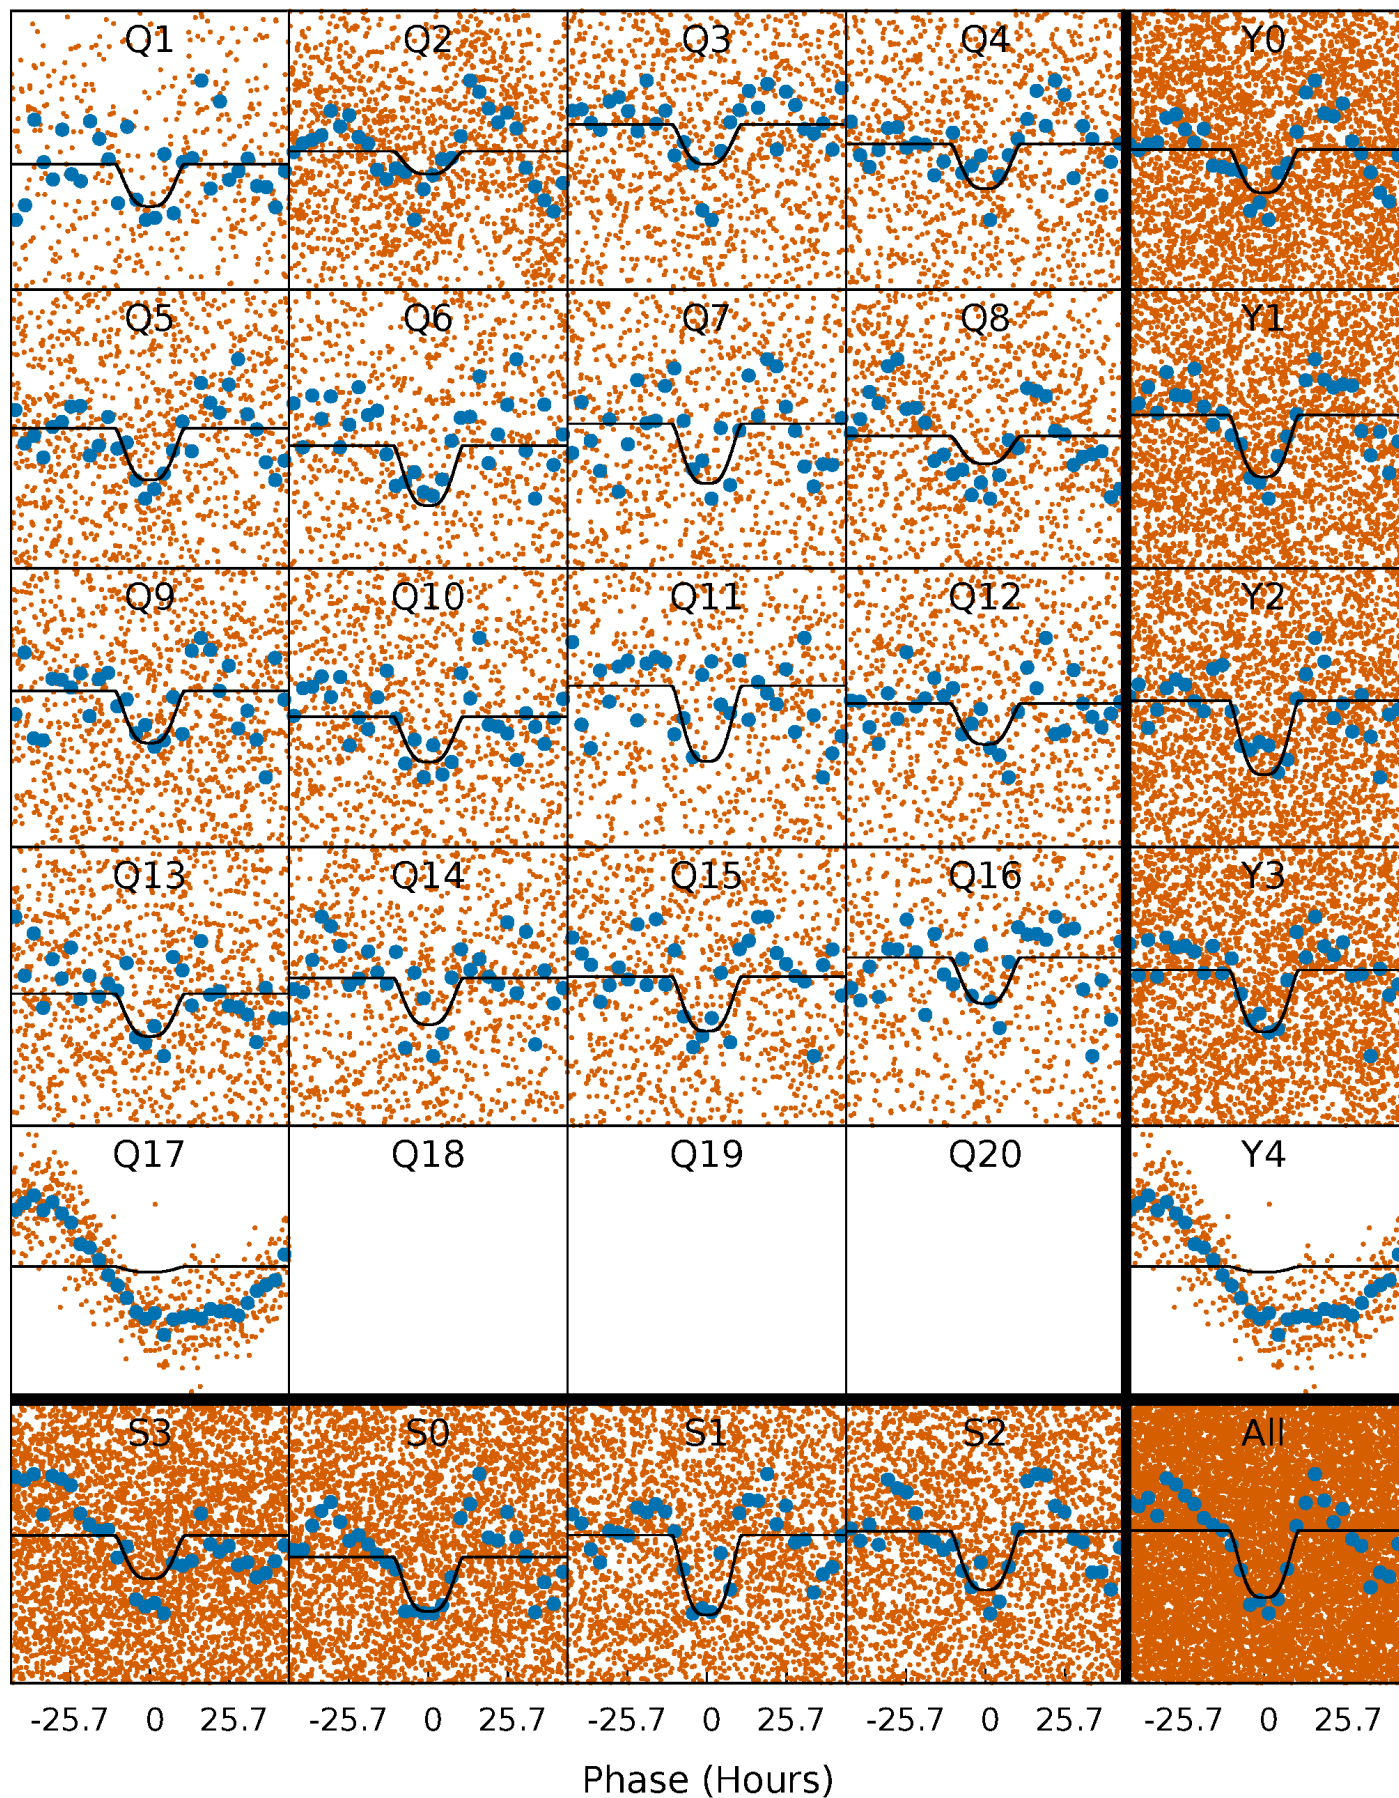 Q1 Q2 Q3 Q4 Y0
Q5 Q6 Q7 Q8 Y1
Q9 Q10 Q11 Q12 Y2
Q13 Q14 Q15 Q16 Y3
Q17 Q18 Q19 Q20 Y4
S3 S0 S1 S2 All
-25.7 0 25.7 -25.7 0 25.7 -25.7 0 25.7 -25.7 0 25.7 -25.7 0 25.7
Phase (Hours)